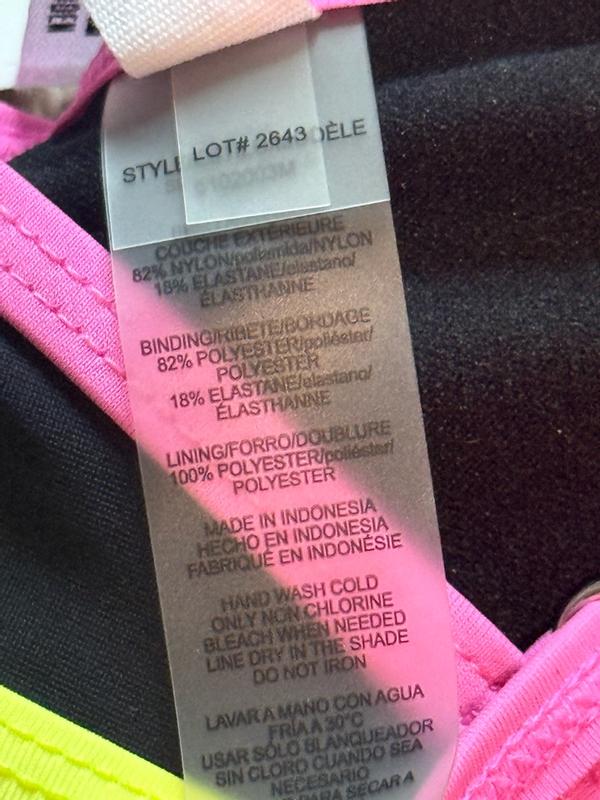 LOT# 2643
STYL ÈLE
COUCHE EXTÉRIEURE
82% NYLON/poliamida/NYLON
18% ELASTANE/elastano/
ÉLASTHANNE
BINDING/RIBETE/BORDAGE
82% POLYESTER/poliéster/
POLYESTER
18% ELASTANE/elastano/
ÉLASTHANNE
LINING/FORRO/DOUBLURE
100% POLYESTER/poliéster/
POLYESTER
MADE IN INDONESIA
HECHO EN INDONESIA
FABRIQUÉ EN INDONÉSIE
HAND WASH COLD
ONLY NON CHLORINE
BLEACH WHEN NEEDED
LINE DRY IN THE SHADE
DO NOT IRON
LAVAR A MANO CON AGUA
FRÍA A 30°C
USAR SÓLO BLANQUEADOR
SIN CLORO CUANDO SEA
NECESARIO
PARA SECAR A